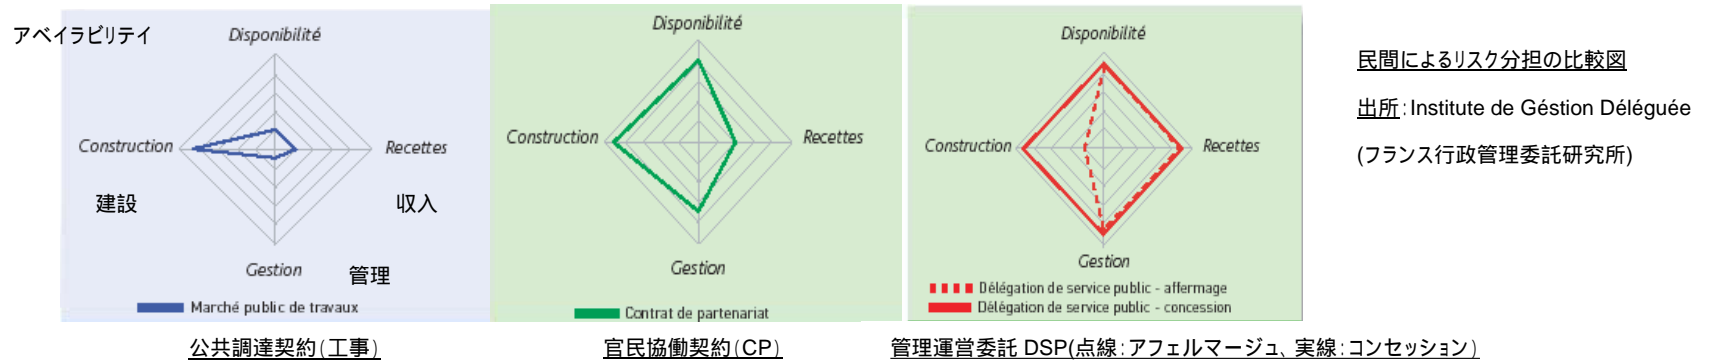 アベイラビリテイ
Disponibilité
Construction
Recettes
建設
収入
Gestion
管理
Marché public de travaux
公共調達契約(工事)
Disponibilité
Construction
Recettes
Gestion
Contrat de partenariat
官民協働契約(CP)
Disponibilité
Construction
Recettes
Gestion
Délégation de service public - affermage
Délégation de service public - concession
管理運営委託 DSP(点線:アフェルマージュ、実線:コンセッション)
民間によるリスク分担の比較図
出所:Institute de Géstion Déléguée
(フランス行政管理委託研究所)